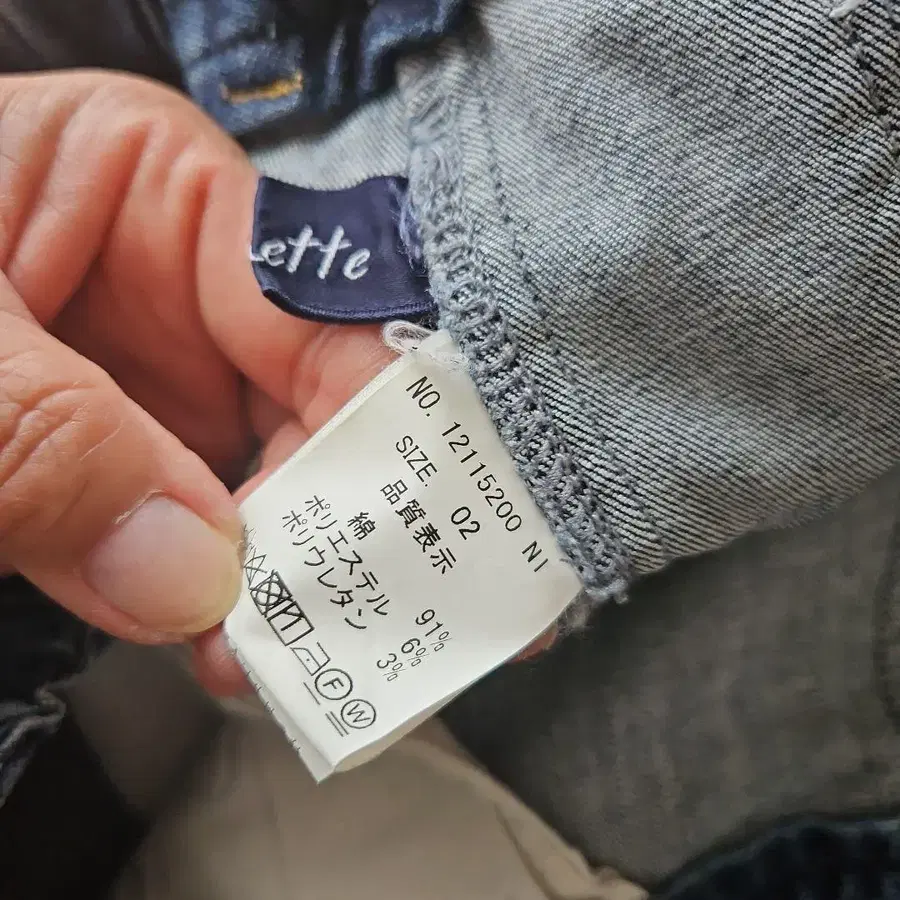 ette
NO. 12115200 NI
SIZE. 02
品質表示
綿 91%
ポリエステル 6%
ポリウレタン 3%
F W